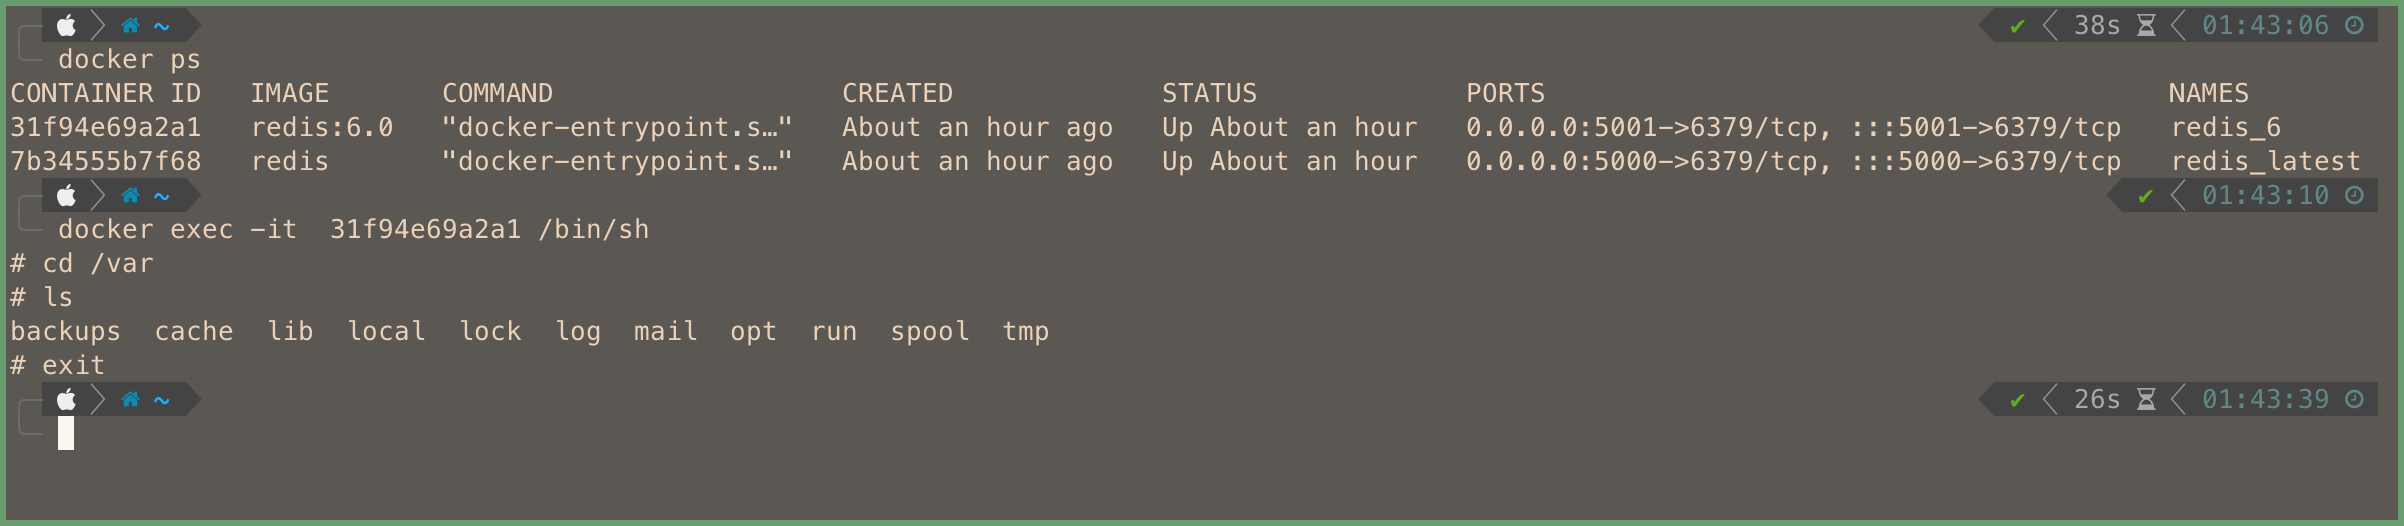 ~ ✔ 38s 01:43:06
docker ps
CONTAINER ID IMAGE COMMAND CREATED STATUS PORTS NAMES
31f94e69a2a1 redis:6.0 "docker-entrypoint.s…" About an hour ago Up About an hour 0.0.0.0:5001->6379/tcp, :::5001->6379/tcp redis_6
7b34555b7f68 redis "docker-entrypoint.s…" About an hour ago Up About an hour 0.0.0.0:5000->6379/tcp, :::5000->6379/tcp redis_latest
~ ✔ 01:43:10
docker exec -it  31f94e69a2a1 /bin/sh
# cd /var
# ls
backups cache lib local lock log mail opt run spool tmp
# exit
~ ✔ 26s 01:43:39